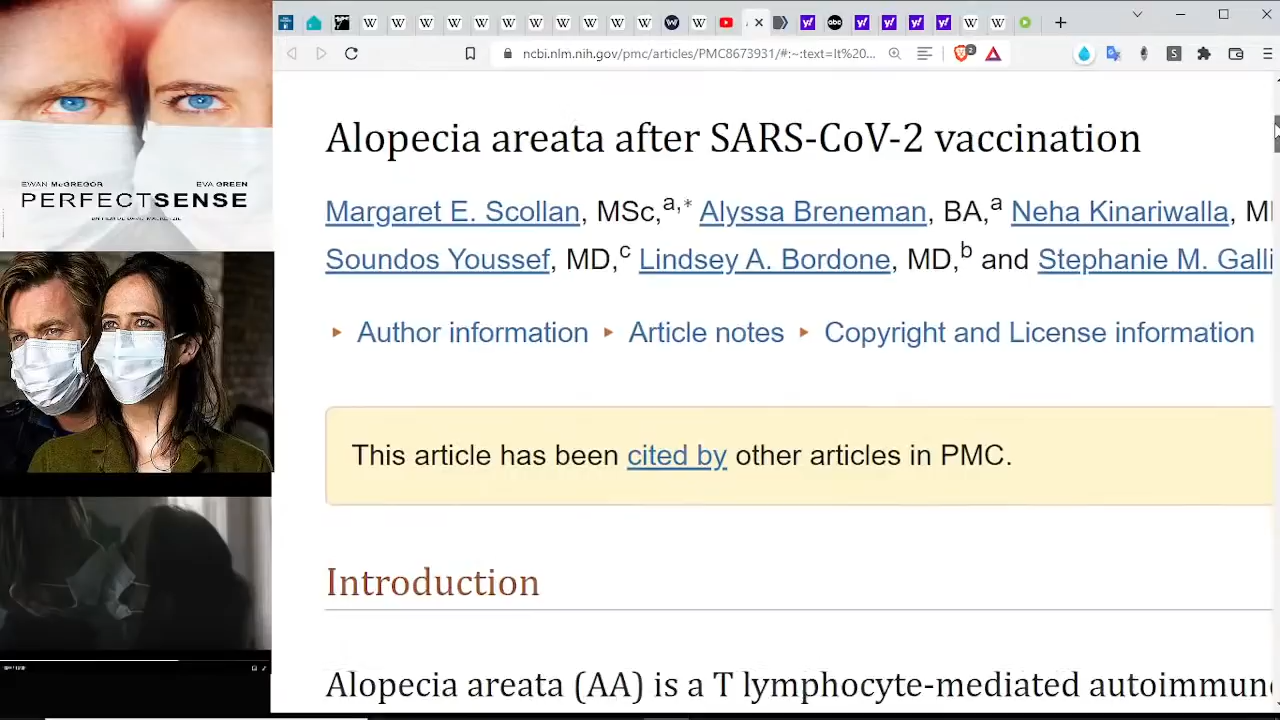 EWAN McGREGOR EVA GREEN
PERFECTSENSE
ncbi.nlm.nih.gov/pmc/articles/PMC8673931/#:~:text=It%20...
Alopecia areata after SARS-CoV-2 vaccination
Margaret E. Scollan, MSc,a,* Alyssa Breneman, BA,a Neha Kinariwalla,
Soundos Youssef, MD,c Lindsey A. Bordone, MD,b and Stephanie M. Galli
Author information Article notes Copyright and License information
This article has been cited by other articles in PMC.
Introduction
Alopecia areata (AA) is a T lymphocyte-mediated autoimmun